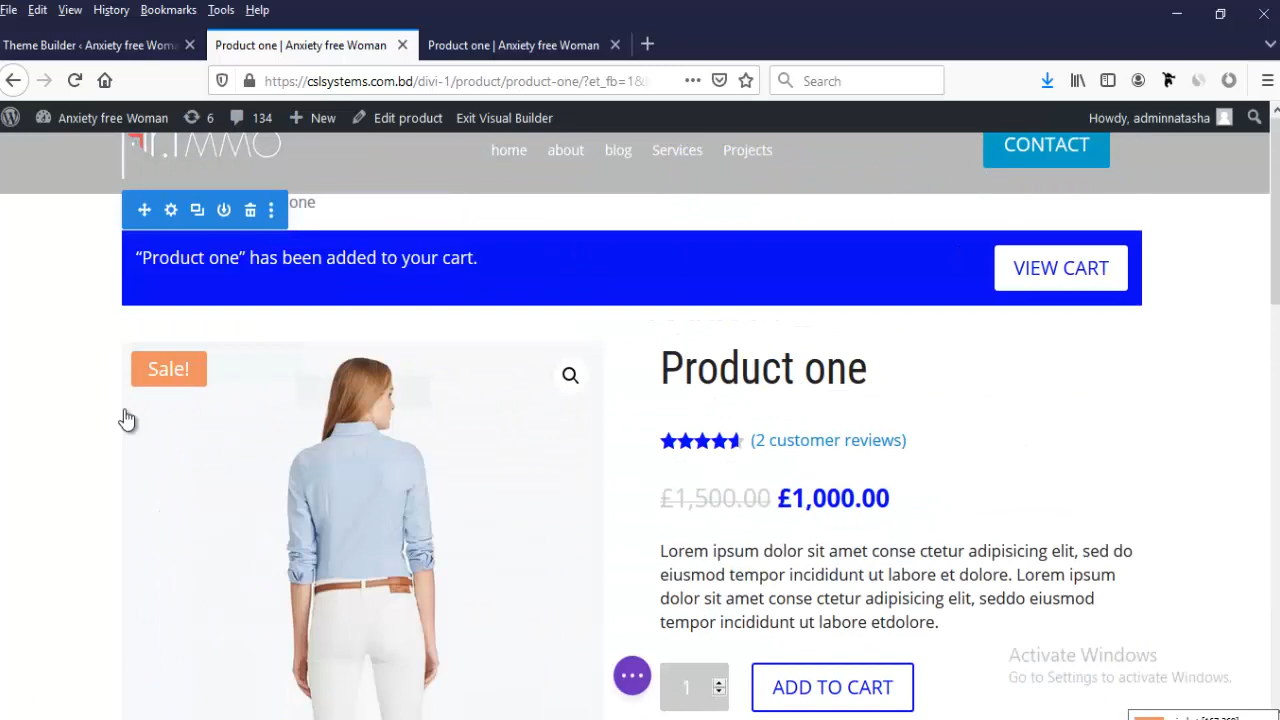 File Edit View History Bookmarks Tools Help
Theme Builder ‹ Anxiety free Wom
Product one | Anxiety free Woman
Product one | Anxiety free Woman
https://cslsystems.com.bd/divi-1/product/product-one/?et_fb=1&
Search
Anxiety free Woman 6 134 New Edit product Exit Visual Builder Howdy, adminnatasha
home about blog Services Projects
CONTACT
one
“Product one” has been added to your cart.
VIEW CART
Sale!
Product one
(2 customer reviews)
£1,500.00 £1,000.00
Lorem ipsum dolor sit amet conse ctetur adipisicing elit, sed do
eiusmod tempor incididunt ut labore et dolore. Lorem ipsum
dolor sit amet conse ctetur adipisicing elit, seddo eiusmod
tempor incididunt ut labore etdolore.
1
ADD TO CART
Activate Windows
Go to Settings to activate Windows.